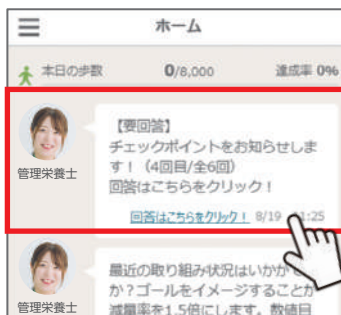 ホーム
本日の歩数 0/8,000 達成率 0%
【要回答】
チェックポイントをお知らせしま
す！（4回目/全6回）
回答はこちらをクリック！
管理栄養士
回答はこちらをクリック！ 8/19 11:25
最近の取り組み状況はいかが
か？ゴールをイメージすることが
減量率を1.5倍にします。数値目
管理栄養士